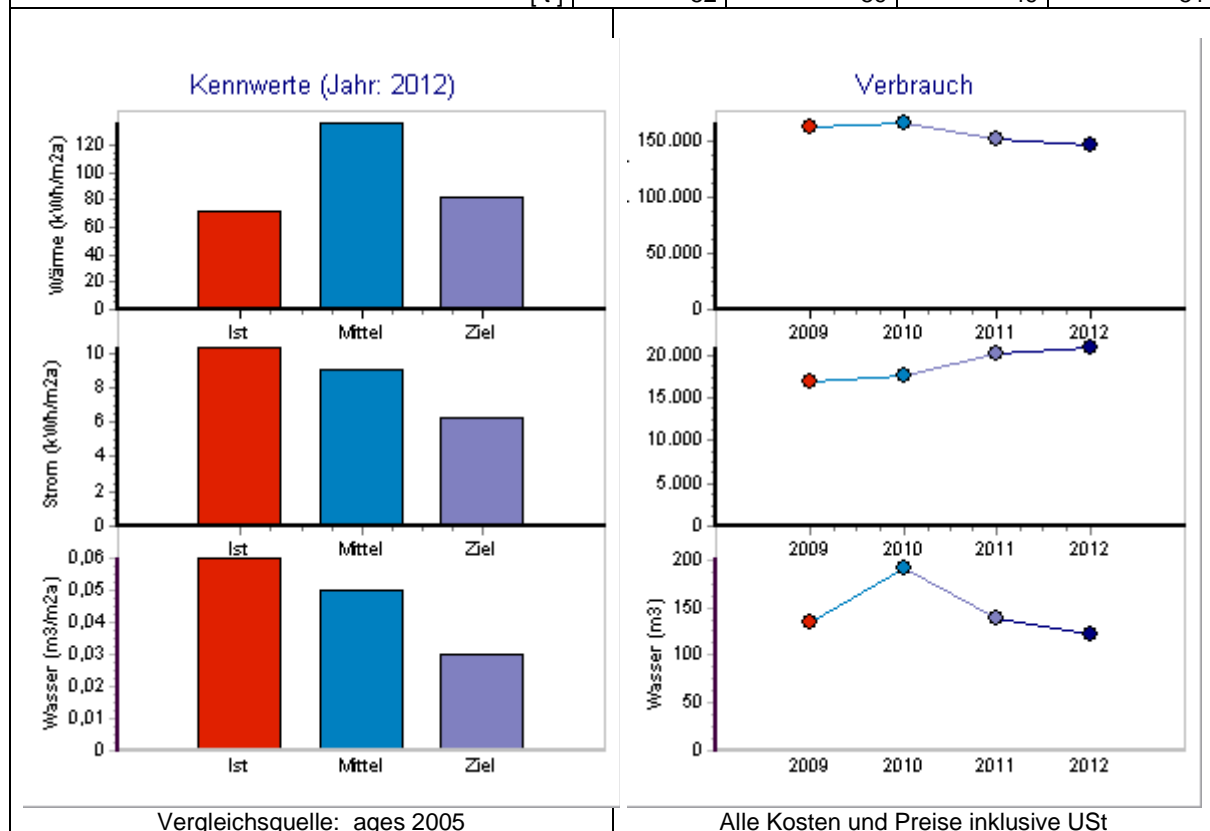 Kennwerte (Jahr: 2012)
Wärme (kWh/m2a)
120
100
80
60
40
20
0
Ist Mittel Ziel
Strom (kWh/m2a)
10
8
6
4
2
0
Ist Mittel Ziel
Wasser (m3/m2a)
0,06
0,05
0,04
0,03
0,02
0,01
0
Ist Mittel Ziel
Vergleichsquelle: ages 2005
Verbrauch
150.000
100.000
50.000
0
2009 2010 2011 2012
20.000
15.000
10.000
5.000
0
2009 2010 2011 2012
Wasser (m3)
200
150
100
50
0
2009 2010 2011 2012
Alle Kosten und Preise inklusive USt